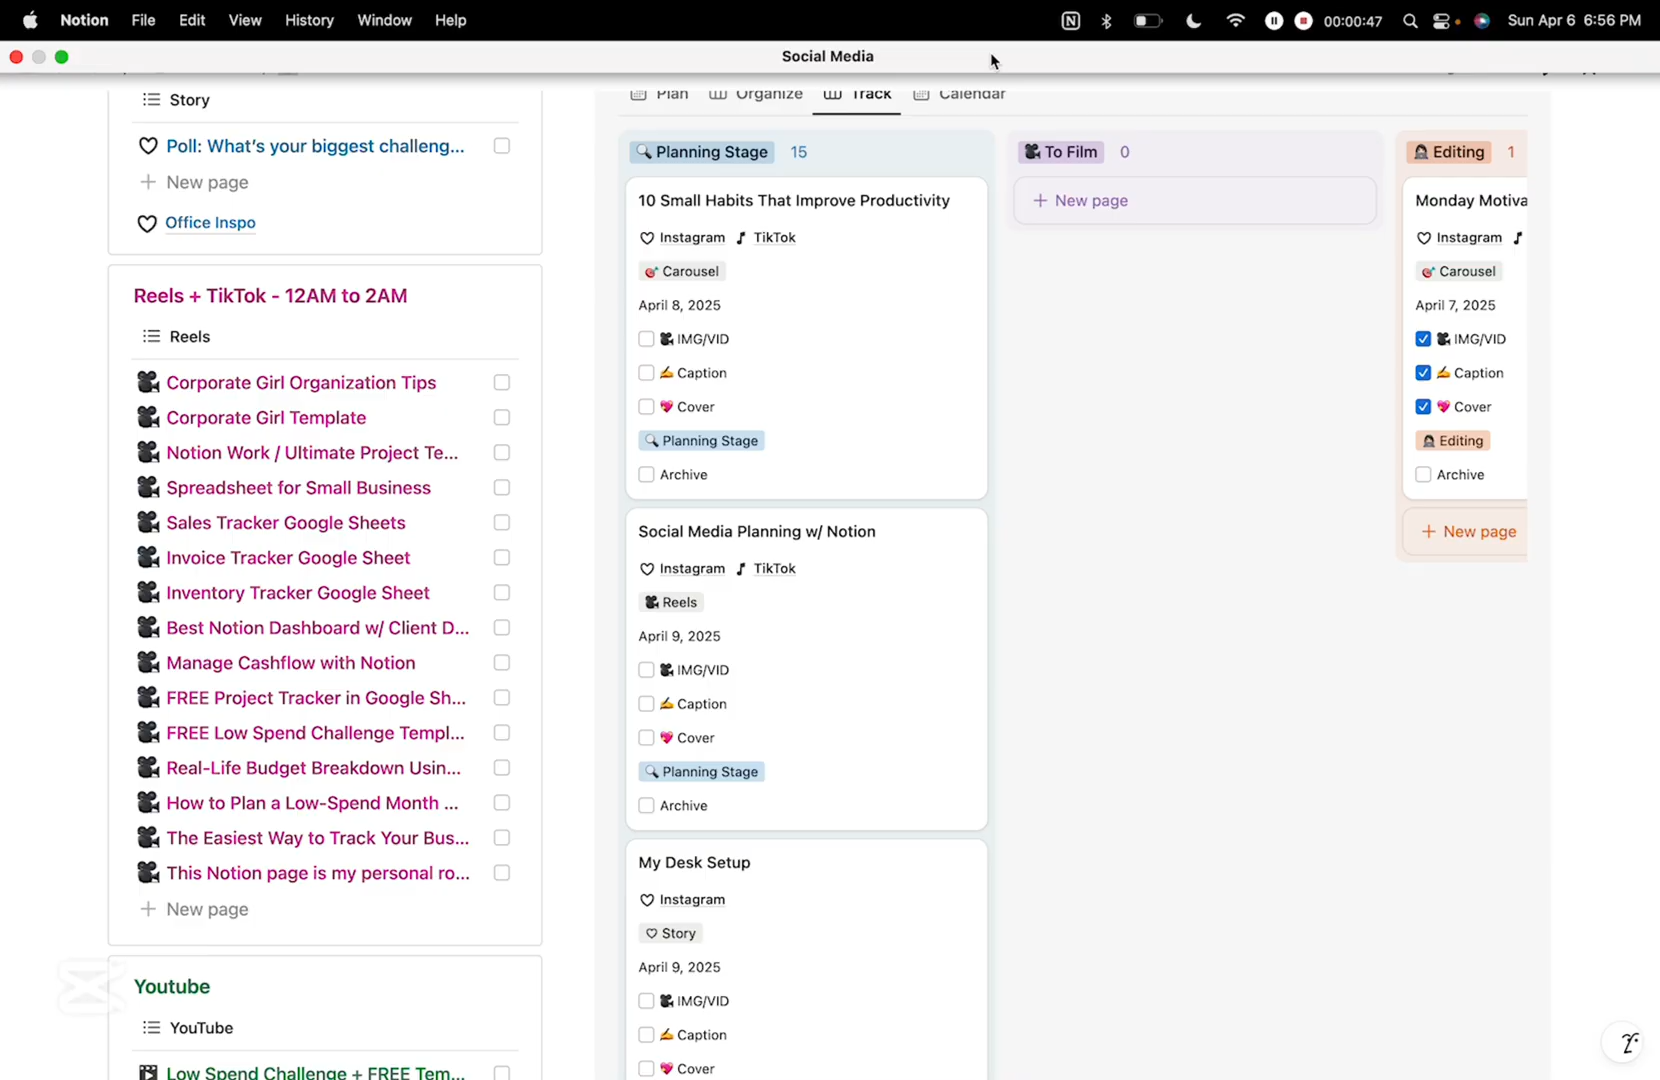 Notion File Edit View History Window Help 00:00:47 Sun Apr 6 6:56 PM
Social Media
Story
Poll: What's your biggest challeng...
New page
Office Inspo
Reels + TikTok - 12AM to 2AM
Reels
Corporate Girl Organization Tips
Corporate Girl Template
Notion Work / Ultimate Project Te...
Spreadsheet for Small Business
Sales Tracker Google Sheets
Invoice Tracker Google Sheet
Inventory Tracker Google Sheet
Best Notion Dashboard w/ Client D...
Manage Cashflow with Notion
FREE Project Tracker in Google Sh...
FREE Low Spend Challenge Templ...
Real-Life Budget Breakdown Usin...
How to Plan a Low-Spend Month ...
The Easiest Way to Track Your Bus...
This Notion page is my personal ro...
New page
Youtube
YouTube
Low Spend Challenge + FREE Tem...
Plan Organize Track Calendar
Planning Stage 15
10 Small Habits That Improve Productivity
Instagram TikTok
Carousel
April 8, 2025
IMG/VID
Caption
Cover
Planning Stage
Archive
Social Media Planning w/ Notion
Instagram TikTok
Reels
April 9, 2025
IMG/VID
Caption
Cover
Planning Stage
Archive
My Desk Setup
Instagram
Story
April 9, 2025
IMG/VID
Caption
Cover
To Film 0
New page
Editing 1
Monday Motiva
Instagram
Carousel
April 7, 2025
IMG/VID
Caption
Cover
Editing
Archive
New page